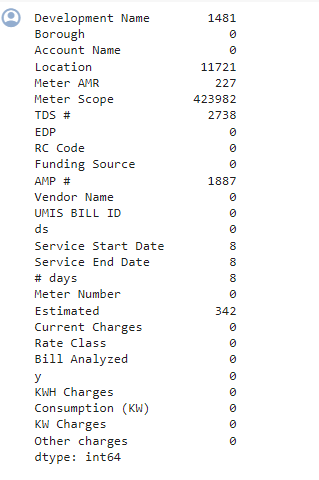 Development Name 1481
Borough 0
Account Name 0
Location 11721
Meter AMR 227
Meter Scope 423982
TDS # 2738
EDP 0
RC Code 0
Funding Source 0
AMP # 1887
Vendor Name 0
UMIS BILL ID 0
ds 0
Service Start Date 8
Service End Date 8
# days 8
Meter Number 0
Estimated 342
Current Charges 0
Rate Class 0
Bill Analyzed 0
y 0
KWH Charges 0
Consumption (KW) 0
KW Charges 0
Other charges 0
dtype: int64